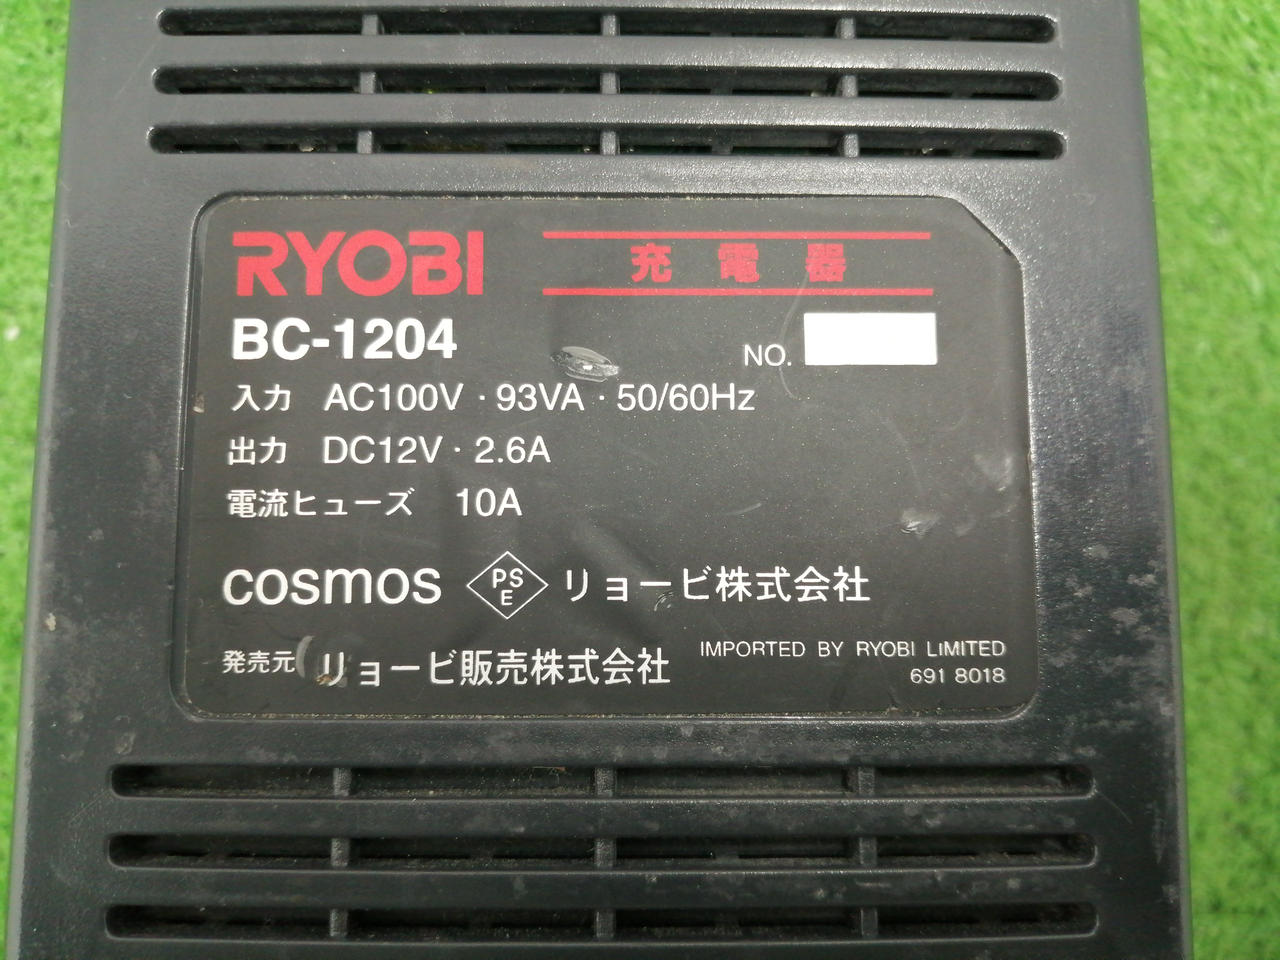 RYOBI 充電器
BC-1204 NO.
入力 AC100V・93VA・50/60Hz
出力 DC12V・2.6A
電流ヒューズ 10A
cosmos PSE リョービ株式会社
発売元 リョービ販売株式会社
IMPORTED BY RYOBI LIMITED
691 8018